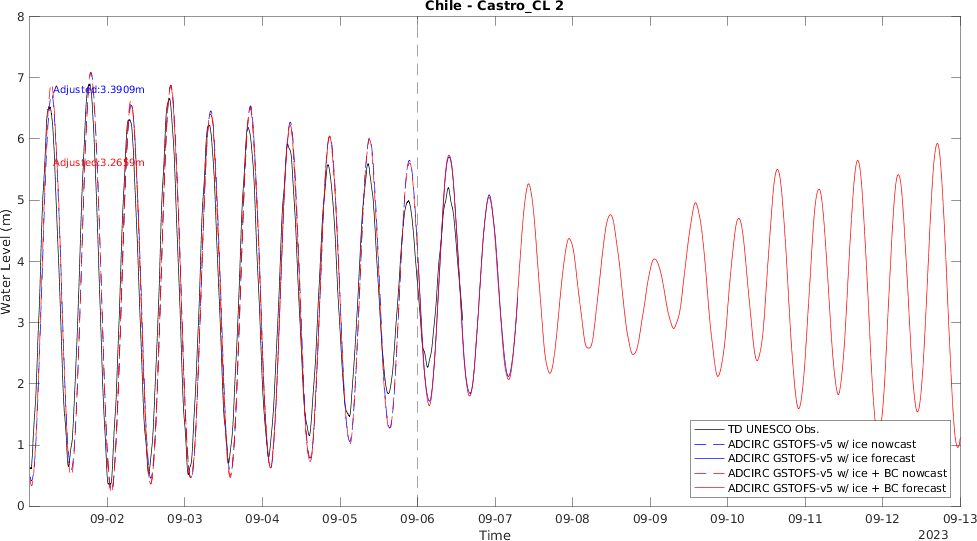 Chile - Castro_CL 2
8
7
Adjusted:3.3909m
6
Adjusted:3.2659m
5
4
3
2
1
0
Water Level (m)
TD UNESCO Obs.
ADCIRC GSTOFS-v5 w/ ice nowcast
ADCIRC GSTOFS-v5 w/ ice forecast
ADCIRC GSTOFS-v5 w/ ice + BC nowcast
ADCIRC GSTOFS-v5 w/ ice + BC forecast
09-02 09-03 09-04 09-05 09-06 09-07 09-08 09-09 09-10 09-11 09-12 09-13
Time
2023